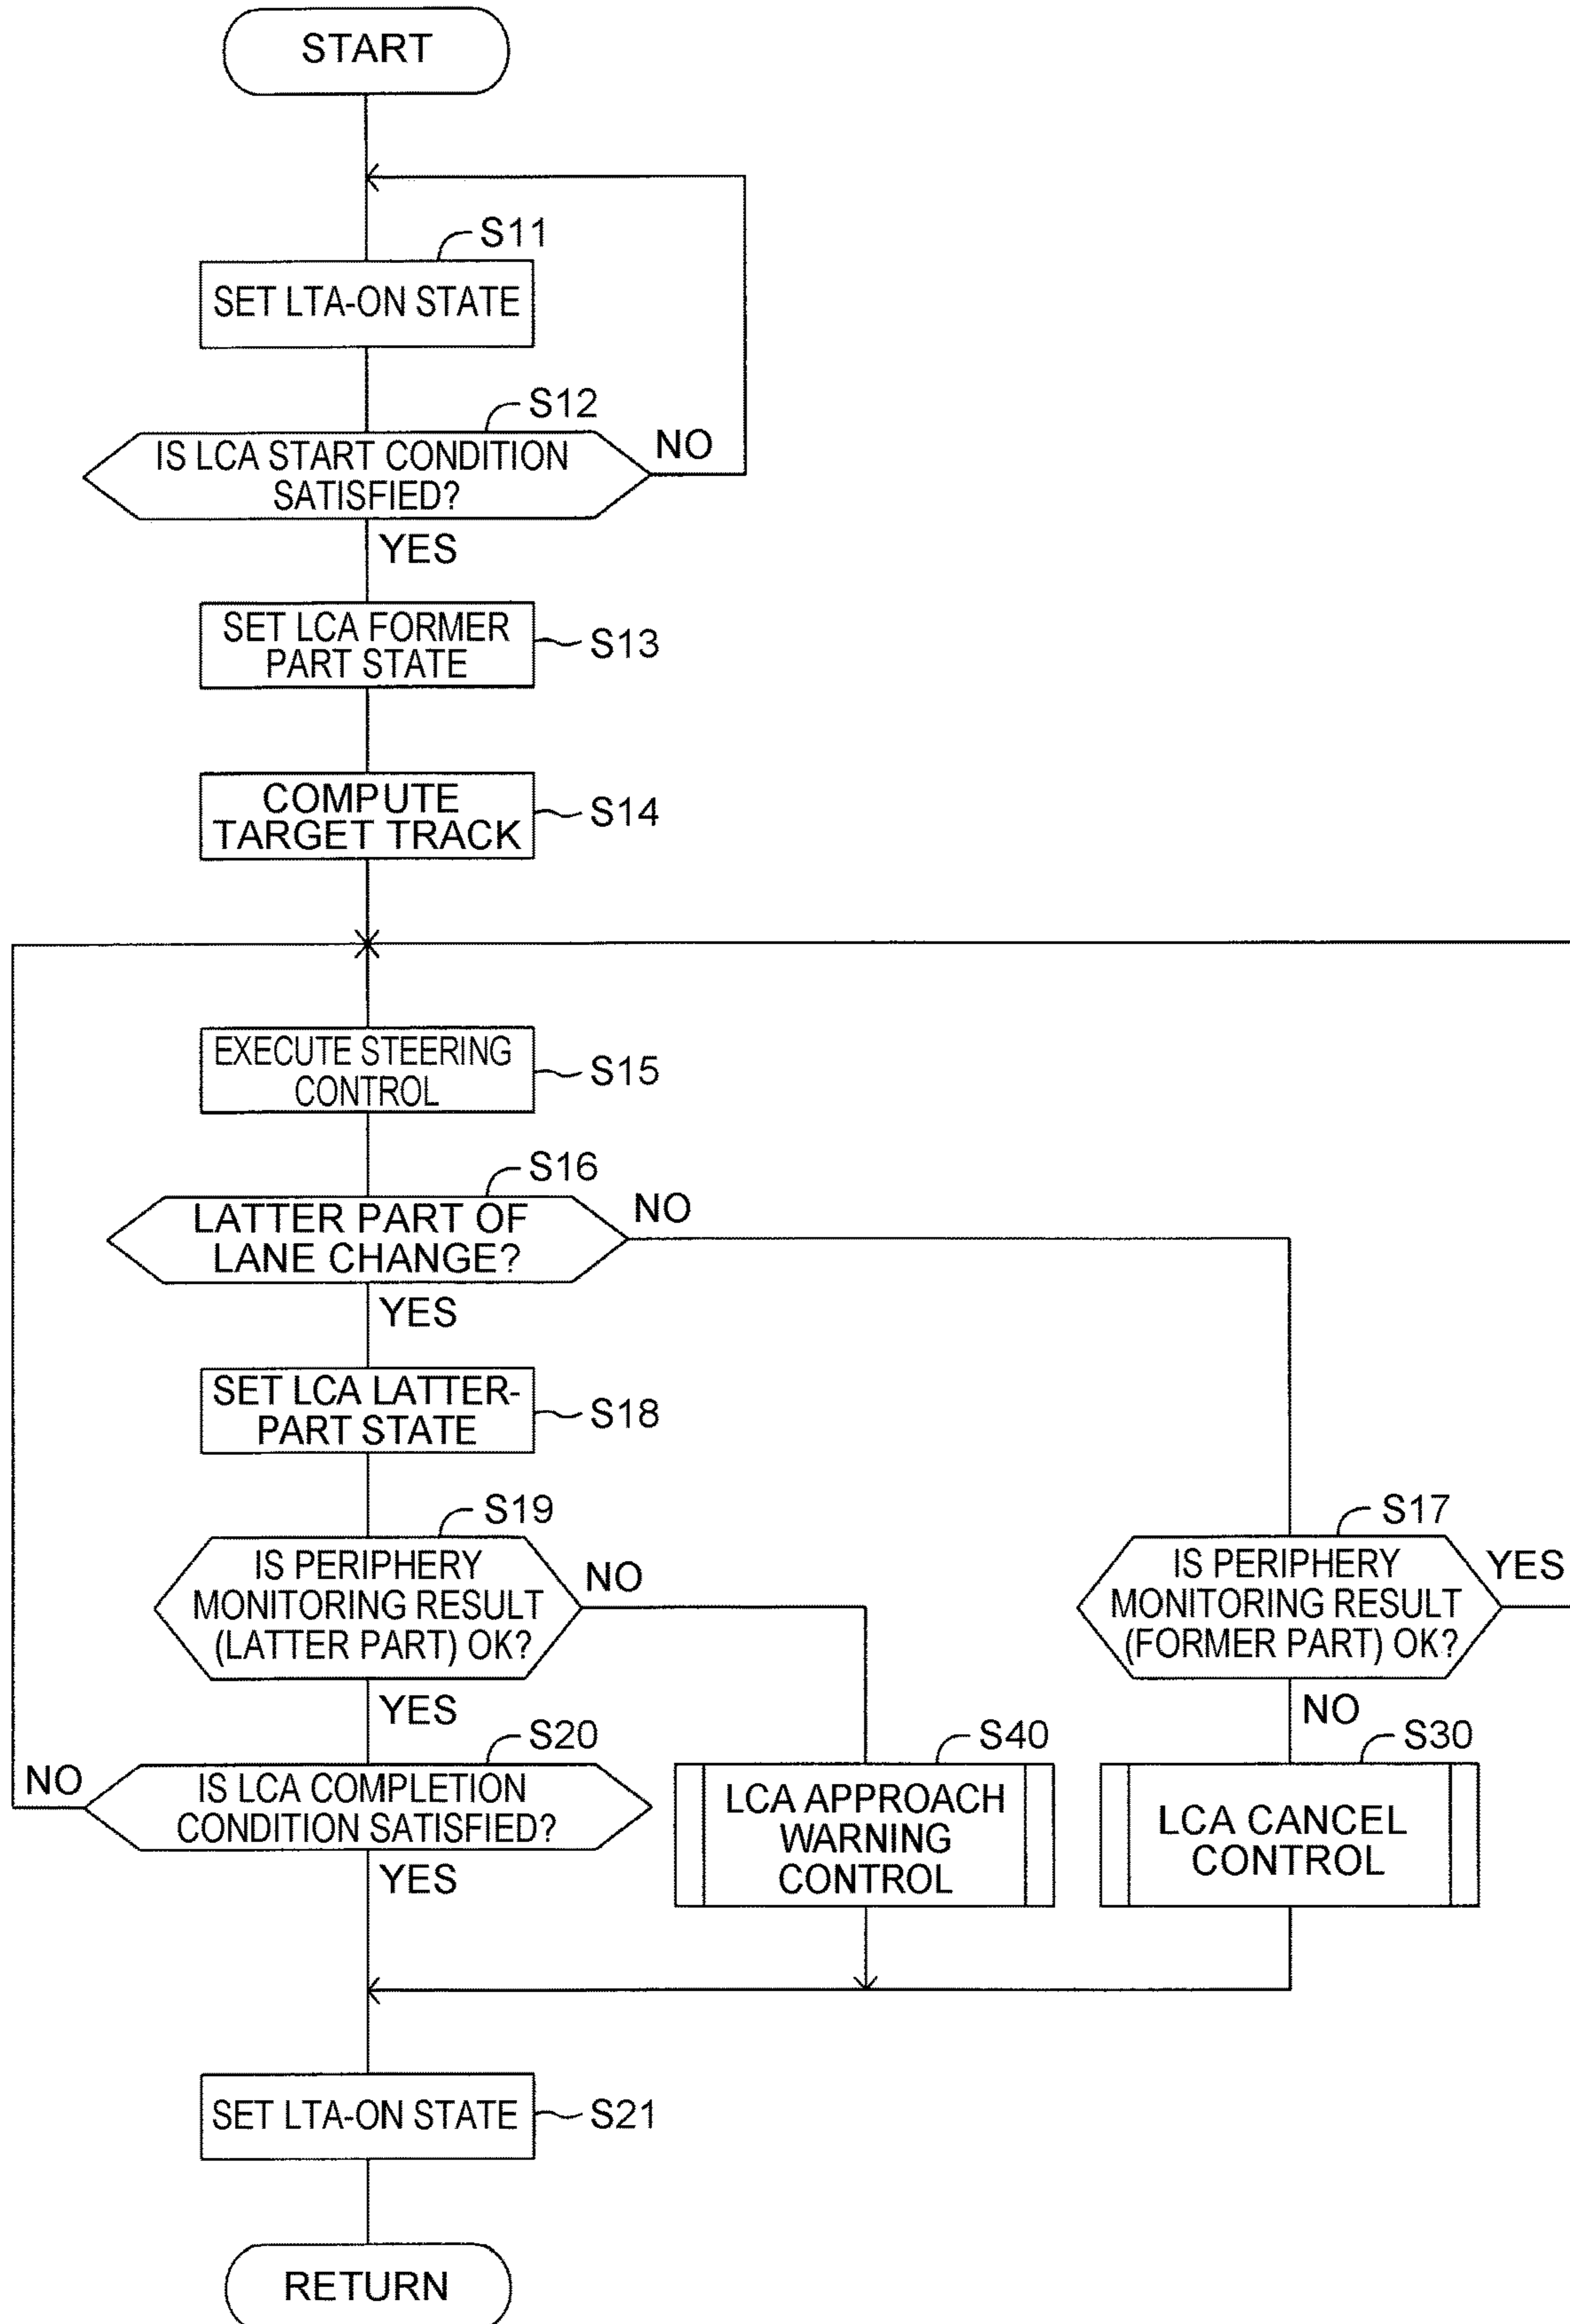 START
S11
SET LTA-ON STATE
S12
IS LCA START CONDITION
SATISFIED?
NO
YES
SET LCA FORMER
PART STATE
S13
COMPUTE
TARGET TRACK
S14
EXECUTE STEERING
CONTROL
S15
S16
LATTER PART OF
LANE CHANGE?
NO
YES
SET LCA LATTER-
PART STATE
S18
S19
IS PERIPHERY
MONITORING RESULT
(LATTER PART) OK?
NO
YES
S17
IS PERIPHERY
MONITORING RESULT
(FORMER PART) OK?
YES
NO
S20
IS LCA COMPLETION
CONDITION SATISFIED?
NO
YES
S40
LCA APPROACH
WARNING
CONTROL
S30
LCA CANCEL
CONTROL
SET LTA-ON STATE
S21
RETURN